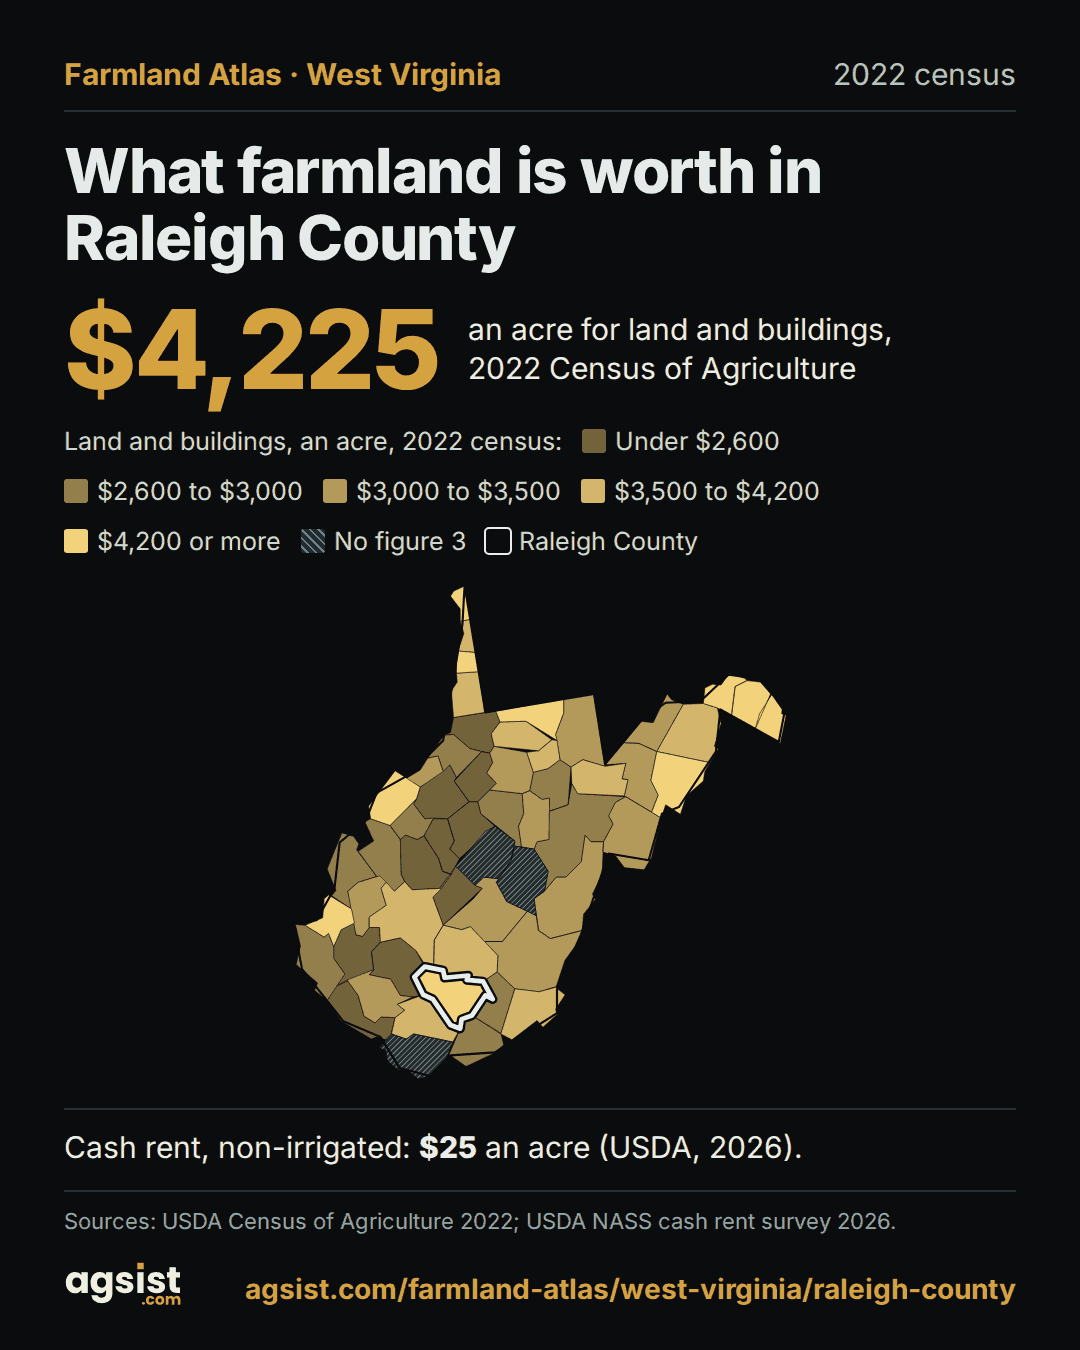 Farmland Atlas · West Virginia
2022 census
What farmland is worth in
Raleigh County
$4,225
an acre for land and buildings,
2022 Census of Agriculture
Land and buildings, an acre, 2022 census:
Under $2,600
$2,600 to $3,000
$3,000 to $3,500
$3,500 to $4,200
$4,200 or more
No figure 3
Raleigh County
Cash rent, non-irrigated: $25 an acre (USDA, 2026).
Sources: USDA Census of Agriculture 2022; USDA NASS cash rent survey 2026.
agsist
.com
agsist.com/farmland-atlas/west-virginia/raleigh-county